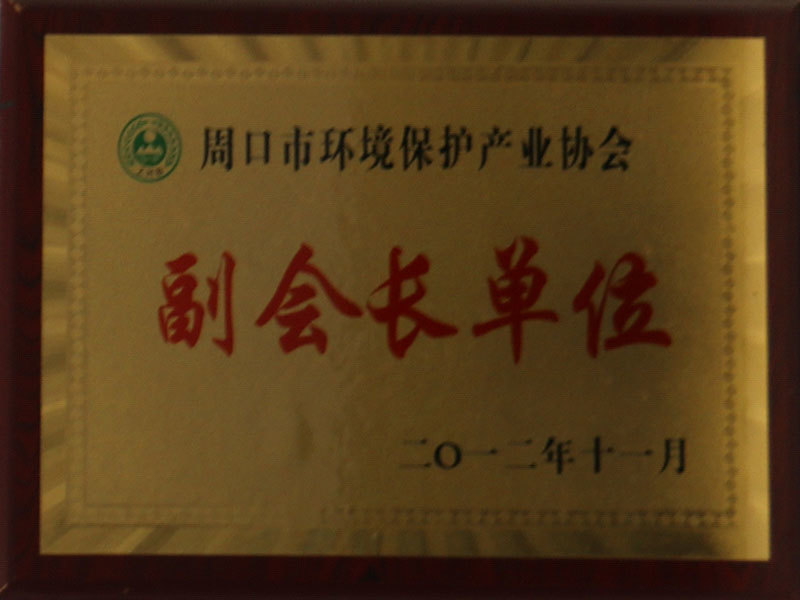 周口市环境保护产业协会
副会长单位
二〇一二年十一月